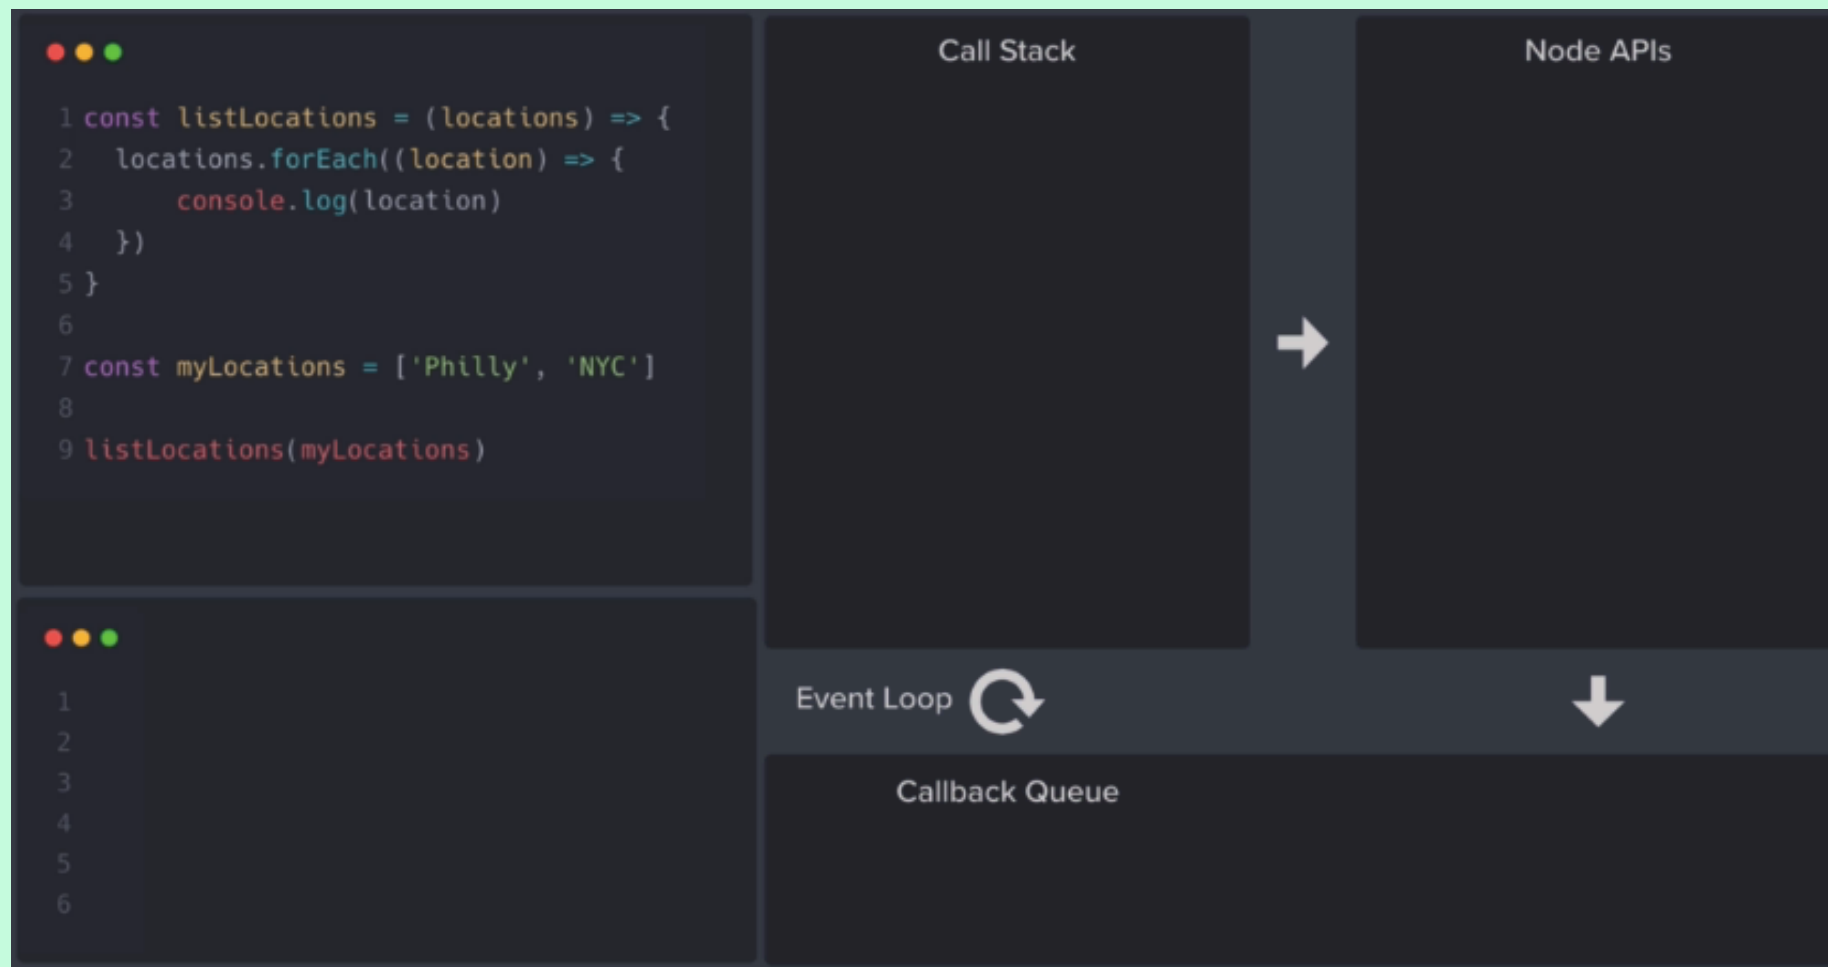 1 const listLocations = (locations) => {
2   locations.forEach((location) => {
3       console.log(location)
4   })
5 }
6
7 const myLocations = ['Philly', 'NYC']
8
9 listLocations(myLocations)
1
2
3
4
5
6
Call Stack
Node APIs
Event Loop
Callback Queue